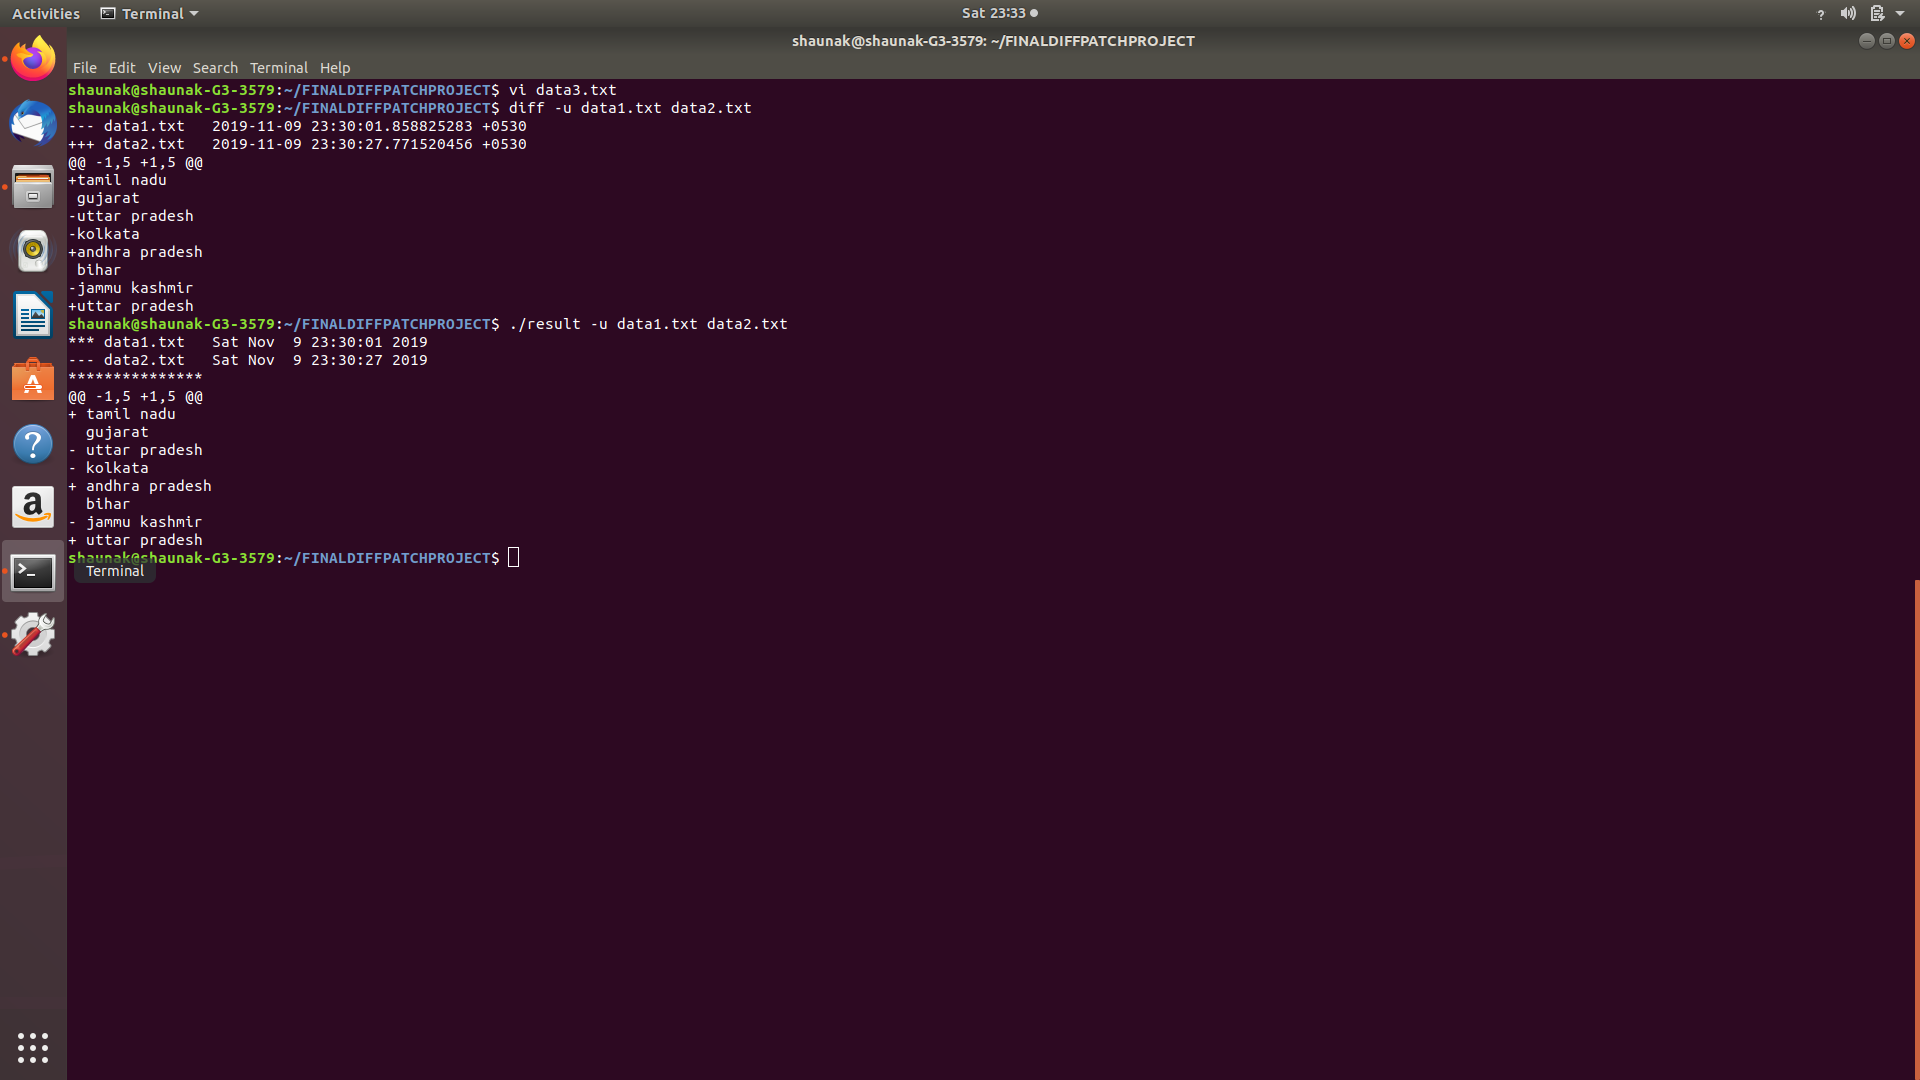 Activities Terminal Sat 23:33 ?
shaunak@shaunak-G3-3579: ~/FINALDIFFPATCHPROJECT
File Edit View Search Terminal Help
shaunak@shaunak-G3-3579:~/FINALDIFFPATCHPROJECT$ vi data3.txt
shaunak@shaunak-G3-3579:~/FINALDIFFPATCHPROJECT$ diff -u data1.txt data2.txt
--- data1.txt   2019-11-09 23:30:01.858825283 +0530
+++ data2.txt   2019-11-09 23:30:27.771520456 +0530
@@ -1,5 +1,5 @@
+tamil nadu
 gujarat
-uttar pradesh
-kolkata
+andhra pradesh
 bihar
-jammu kashmir
+uttar pradesh
shaunak@shaunak-G3-3579:~/FINALDIFFPATCHPROJECT$ ./result -u data1.txt data2.txt
*** data1.txt   Sat Nov  9 23:30:01 2019
--- data2.txt   Sat Nov  9 23:30:27 2019
***************
@@ -1,5 +1,5 @@
+ tamil nadu
  gujarat
- uttar pradesh
- kolkata
+ andhra pradesh
  bihar
- jammu kashmir
+ uttar pradesh
shaunak@shaunak-G3-3579:~/FINALDIFFPATCHPROJECT$
Terminal